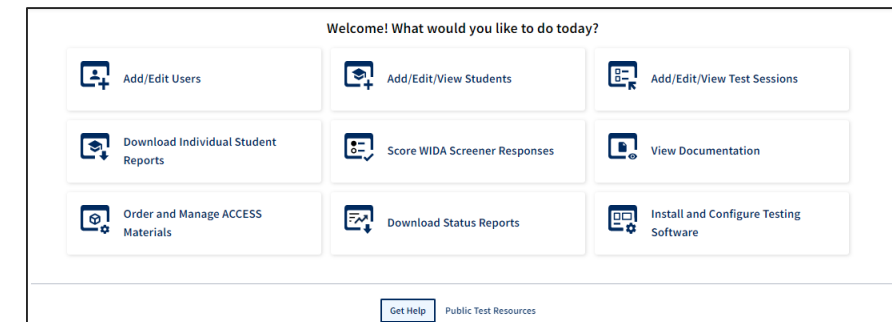 Welcome! What would you like to do today?
Add/Edit Users
Add/Edit/View Students
Add/Edit/View Test Sessions
Download Individual Student
Reports
Score WIDA Screener Responses
View Documentation
Order and Manage ACCESS
Materials
Download Status Reports
Install and Configure Testing
Software
Get Help
Public Test Resources